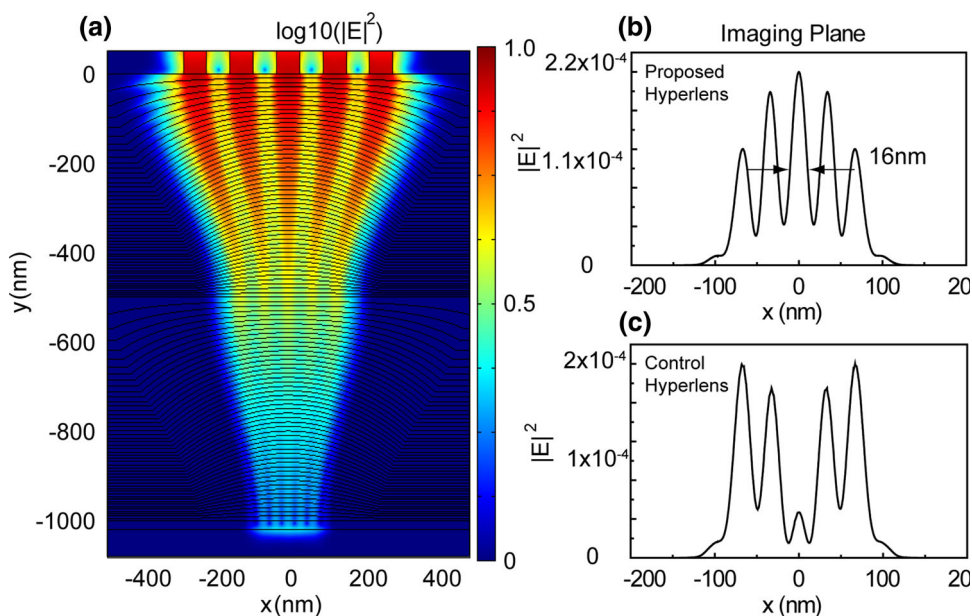 (a)
log10(|E|^2)
0
-200
-400
-600
-800
-1000
y(nm)
-400
-200
0
200
400
x(nm)
1.0
0.5
0
(b)
Imaging Plane
Proposed
Hyperlens
2.2x10^-4
1.1x10^-4
0
|E|^2
16nm
-200
-100
0
100
20
x (nm)
(c)
Control
Hyperlens
2x10^-4
1x10^-4
0
|E|^2
-200
-100
0
100
20
x (nm)